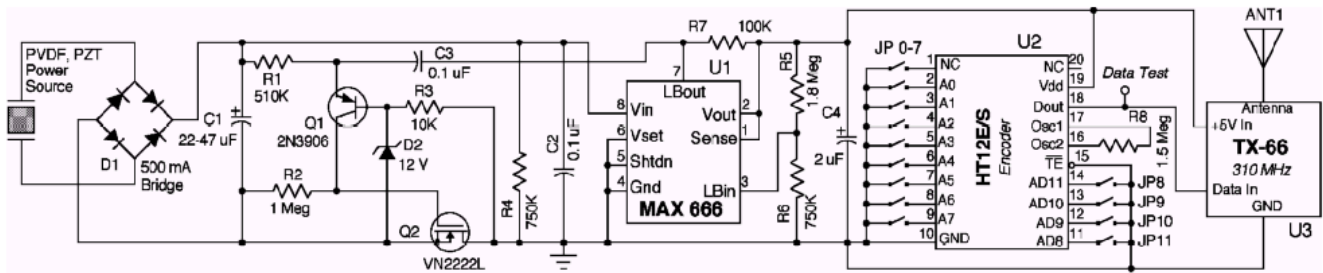 PVDF, PZT
Power
Source
D1
500 mA
Bridge
C1
22-47 uF
R1
510K
R2
1 Meg
Q1
2N3906
C3
0.1 uF
D2
12 V
R3
10K
Q2
VN2222L
R4
750K
C2
0.1 uF
R7
100K
U1
7
LBout
8
Vin
6
Vset
5
Shtdn
4
Gnd
Vout
2
Sense
1
LBin
3
MAX 666
R5
1.8 Meg
R6
750K
C4
2 uF
JP 0-7
U2
HT12E/S
Encoder
1
NC
2
A0
3
A1
4
A2
5
A3
6
A4
7
A5
8
A6
9
A7
10
GND
NC
20
Vdd
19
Dout
18
Osc1
17
Osc2
16
TE
15
AD11
14
AD10
13
AD9
12
AD8
11
Data Test
R8
1.5 Meg
JP8
JP9
JP10
JP11
ANT1
Antenna
+5V In
TX-66
310 MHz
Data In
GND
U3